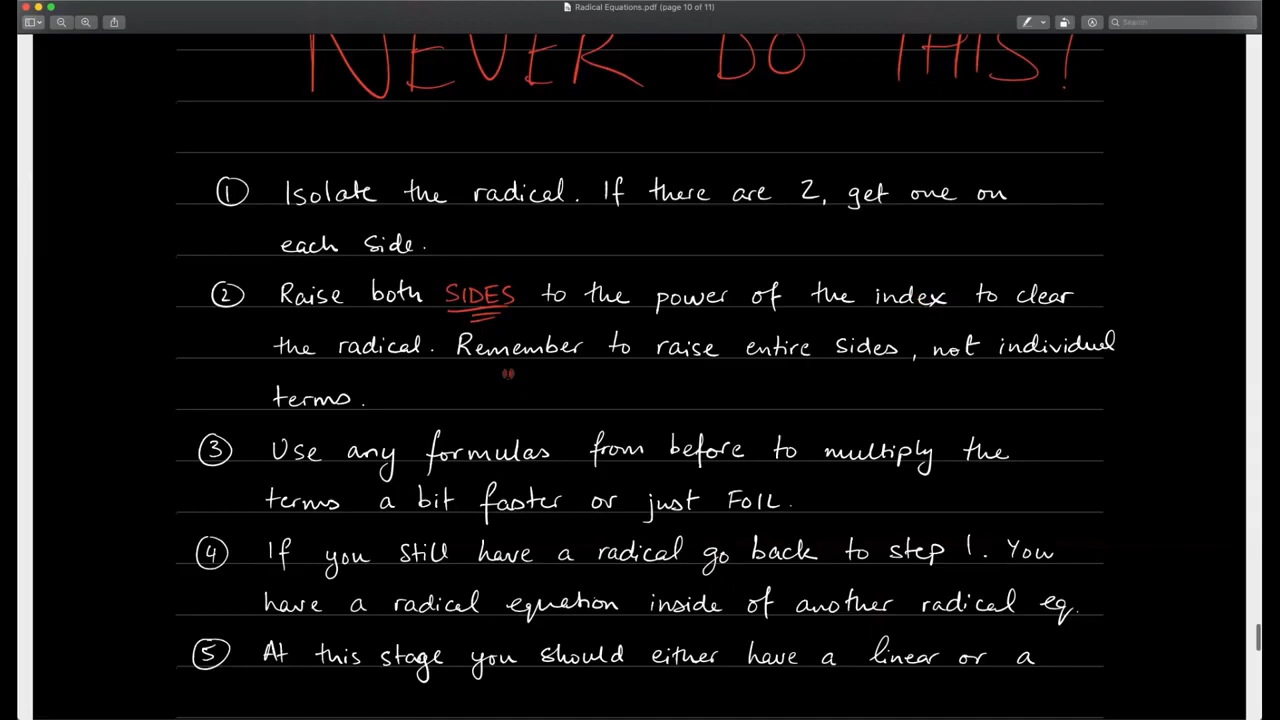 Radical Equations.pdf (page 10 of 11)
Search
NEVER DO THIS!
① Isolate the radical. If there are 2, get one on
each side.
② Raise both SIDES to the power of the index to clear
the radical. Remember to raise entire sides, not individual
terms.
③ Use any formulas from before to multiply the
terms a bit faster or just FOIL.
④ If you still have a radical go back to step 1. You
have a radical equation inside of another radical eq.
⑤ At this stage you should either have a linear or a